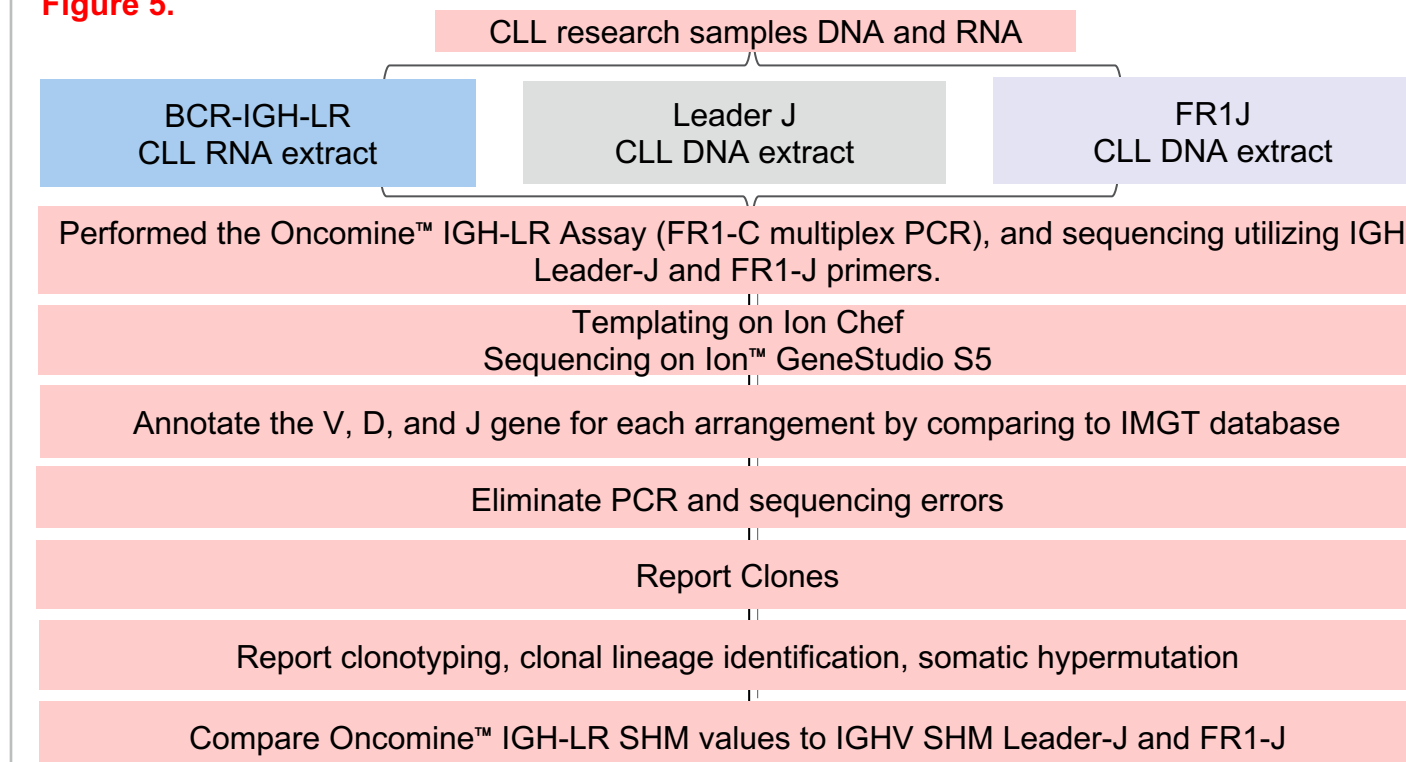 Figure 5.
CLL research samples DNA and RNA
BCR-IGH-LR
CLL RNA extract
Leader J
CLL DNA extract
FR1J
CLL DNA extract
Performed the Oncomine™ IGH-LR Assay (FR1-C multiplex PCR), and sequencing utilizing IGH
Leader-J and FR1-J primers.
Templating on Ion Chef
Sequencing on Ion™ GeneStudio S5
Annotate the V, D, and J gene for each arrangement by comparing to IMGT database
Eliminate PCR and sequencing errors
Report Clones
Report clonotyping, clonal lineage identification, somatic hypermutation
Compare Oncomine™ IGH-LR SHM values to IGHV SHM Leader-J and FR1-J